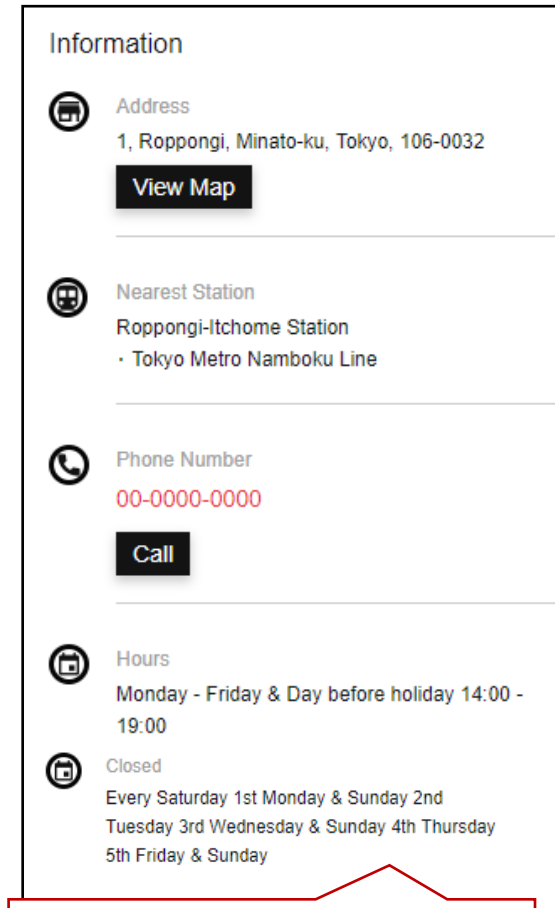 Information
Address
1, Roppongi, Minato-ku, Tokyo, 106-0032
View Map
Nearest Station
Roppongi-Itchome Station
・Tokyo Metro Namboku Line
Phone Number
00-0000-0000
Call
Hours
Monday - Friday & Day before holiday 14:00 -
19:00
Closed
Every Saturday 1st Monday & Sunday 2nd
Tuesday 3rd Wednesday & Sunday 4th Thursday
5th Friday & Sunday